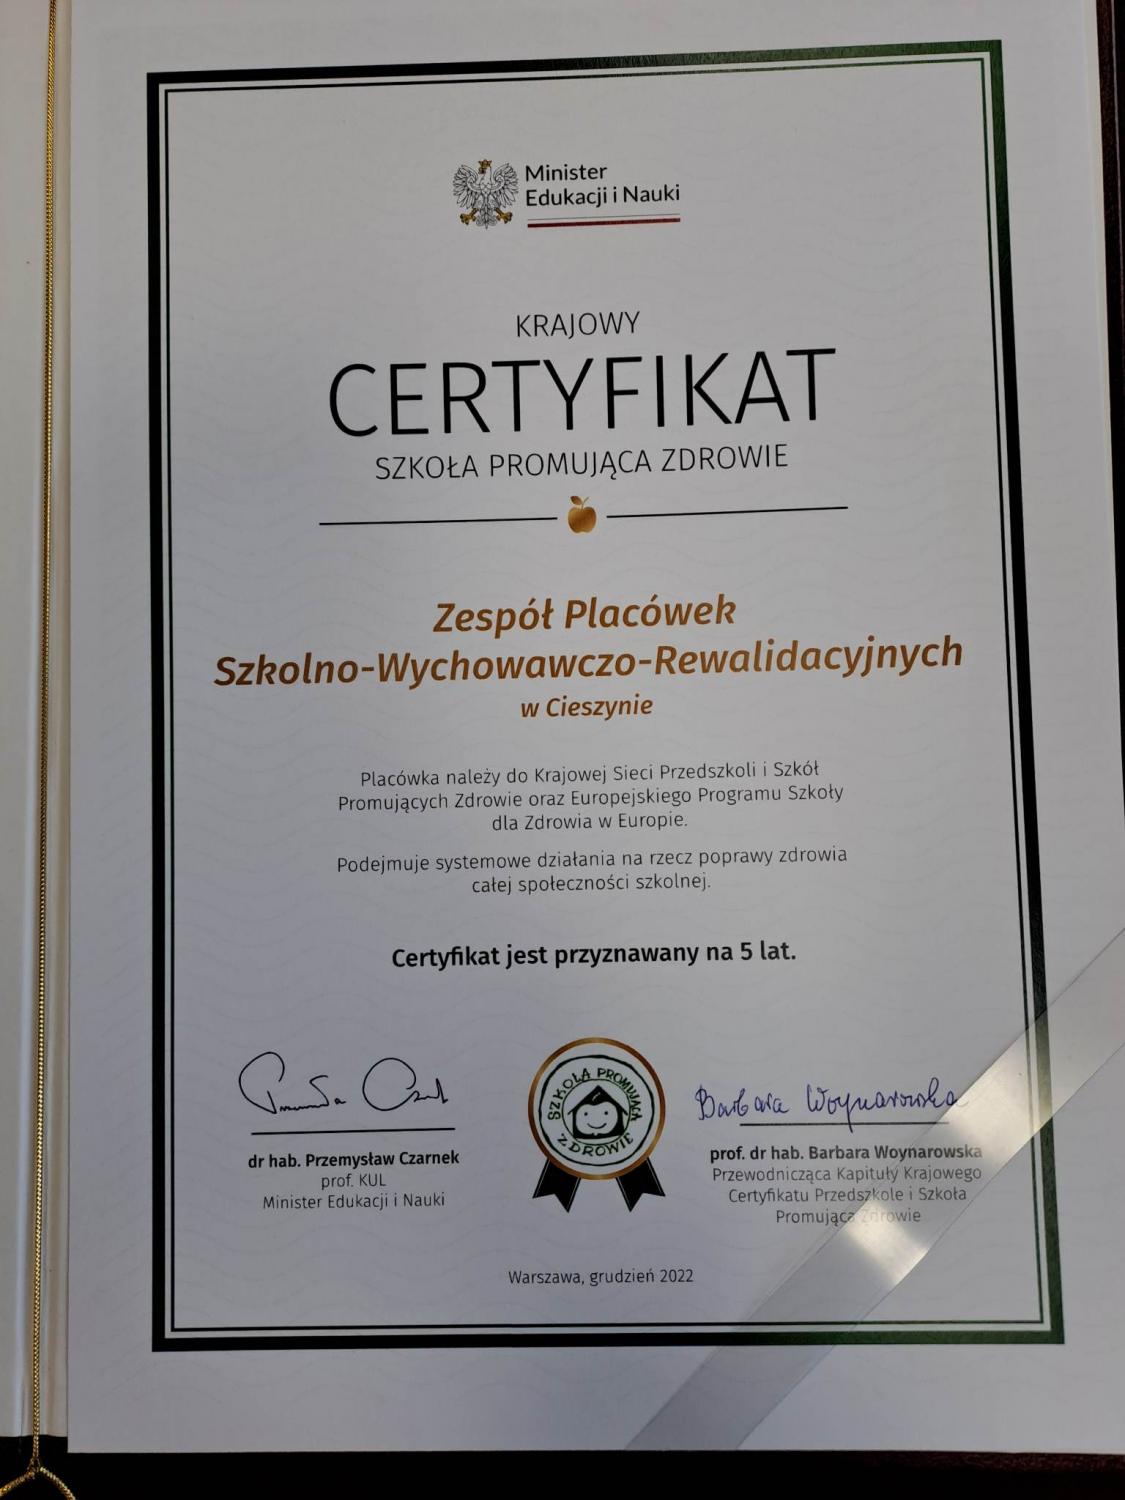 Minister
Edukacji i Nauki
KRAJOWY
CERTYFIKAT
SZKOŁA PROMUJĄCA ZDROWIE
Zespół Placówek
Szkolno-Wychowawczo-Rewalidacyjnych
w Cieszynie
Placówka należy do Krajowej Sieci Przedszkoli i Szkół
Promujących Zdrowie oraz Europejskiego Programu Szkoły
dla Zdrowia w Europie.
Podejmuje systemowe działania na rzecz poprawy zdrowia
całej społeczności szkolnej.
Certyfikat jest przyznawany na 5 lat.
SZKOŁA PROMUJĄCA
ZDROWIE
Barbara Woynarowska
dr hab. Przemysław Czarnek
prof. KUL
Minister Edukacji i Nauki
prof. dr hab. Barbara Woynarowska
Przewodnicząca Kapituły Krajowego
Certyfikatu Przedszkole i Szkoła
Promująca Zdrowie
Warszawa, grudzień 2022